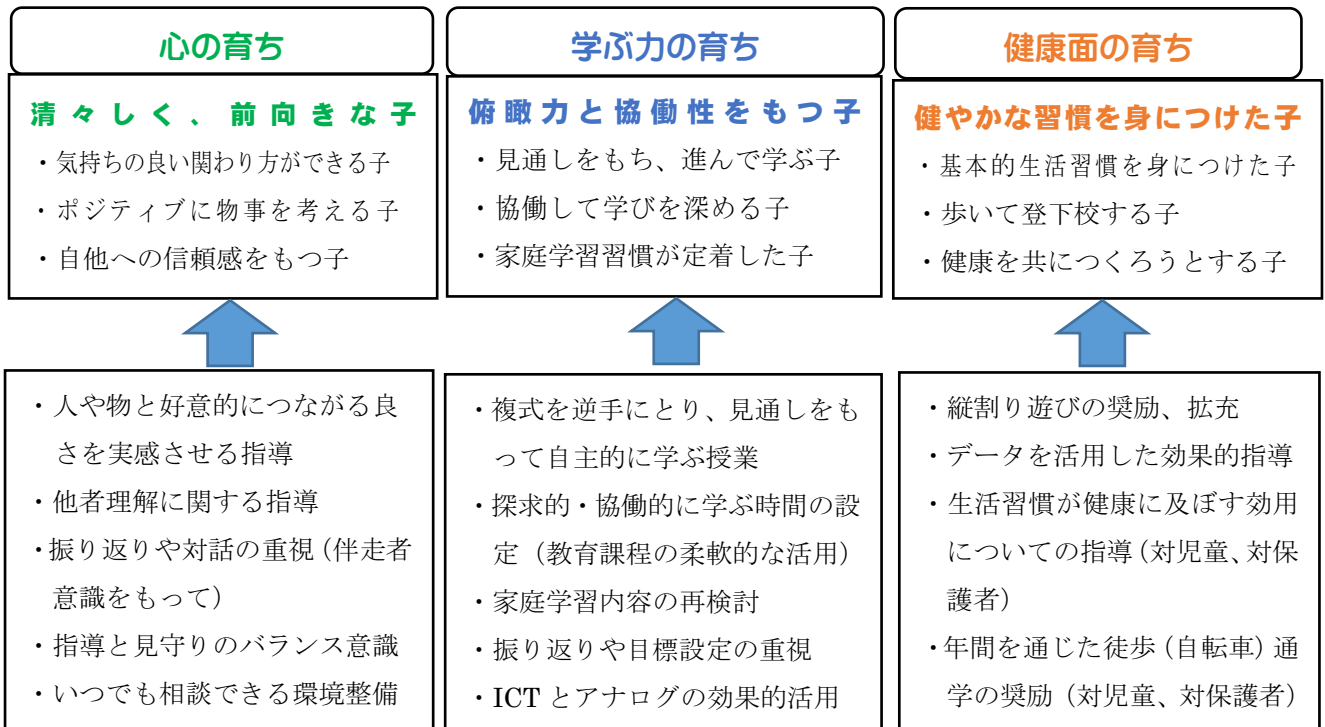 心の育ち
清々しく、前向きな子
・気持ちの良い関わり方ができる子
・ポジティブに物事を考える子
・自他への信頼感をもつ子
・人や物と好意的につながる良
さを実感させる指導
・他者理解に関する指導
・振り返りや対話の重視（伴走者
意識をもって）
・指導と見守りのバランス意識
・いつでも相談できる環境整備
学ぶ力の育ち
俯瞰力と協働性をもつ子
・見通しをもち、進んで学ぶ子
・協働して学びを深める子
・家庭学習習慣が定着した子
・複式を逆手にとり、見通しをも
って自主的に学ぶ授業
・探求的・協働的に学ぶ時間の設
定（教育課程の柔軟的な活用）
・家庭学習内容の再検討
・振り返りや目標設定の重視
・ICTとアナログの効果的活用
健康面の育ち
健やかな習慣を身につけた子
・基本的生活習慣を身につけた子
・歩いて登下校する子
・健康を共につくろうとする子
・縦割り遊びの奨励、拡充
・データを活用した効果的指導
・生活習慣が健康に及ぼす効用
についての指導（対児童、対保
護者）
・年間を通じた徒歩（自転車）通
学の奨励（対児童、対保護者）